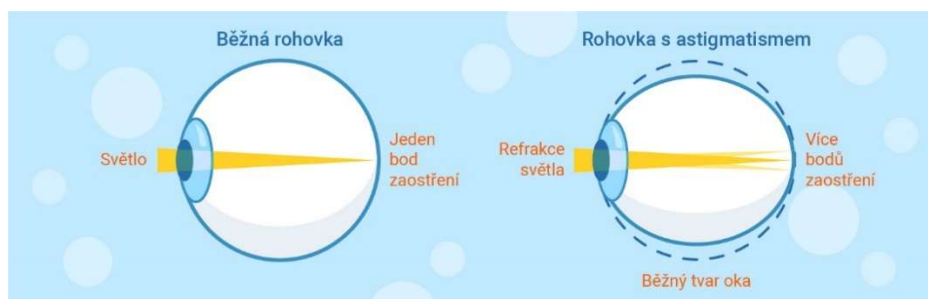 Běžná rohovka
Světlo
Jeden
bod
zaostření
Rohovka s astigmatismem
Refrakce
světla
Více
bodů
zaostření
Běžný tvar oka